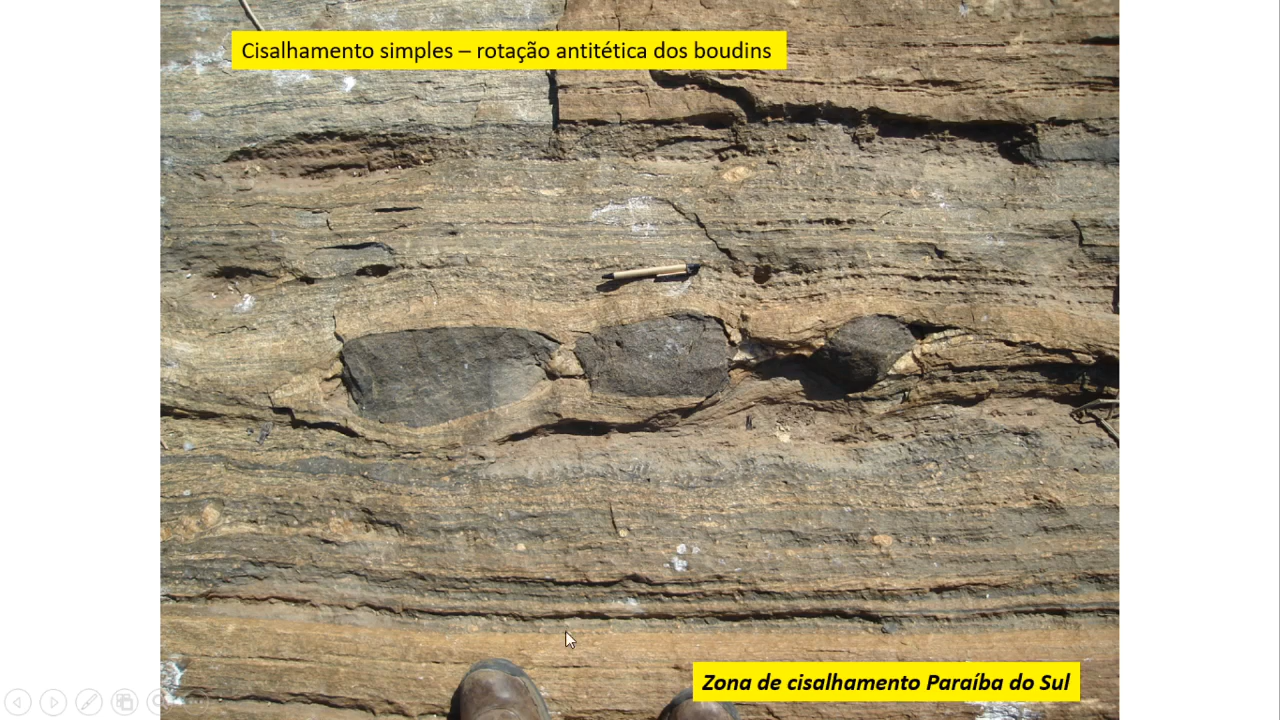 Cisalhamento simples – rotação antitética dos boudins
Zona de cisalhamento Paraíba do Sul